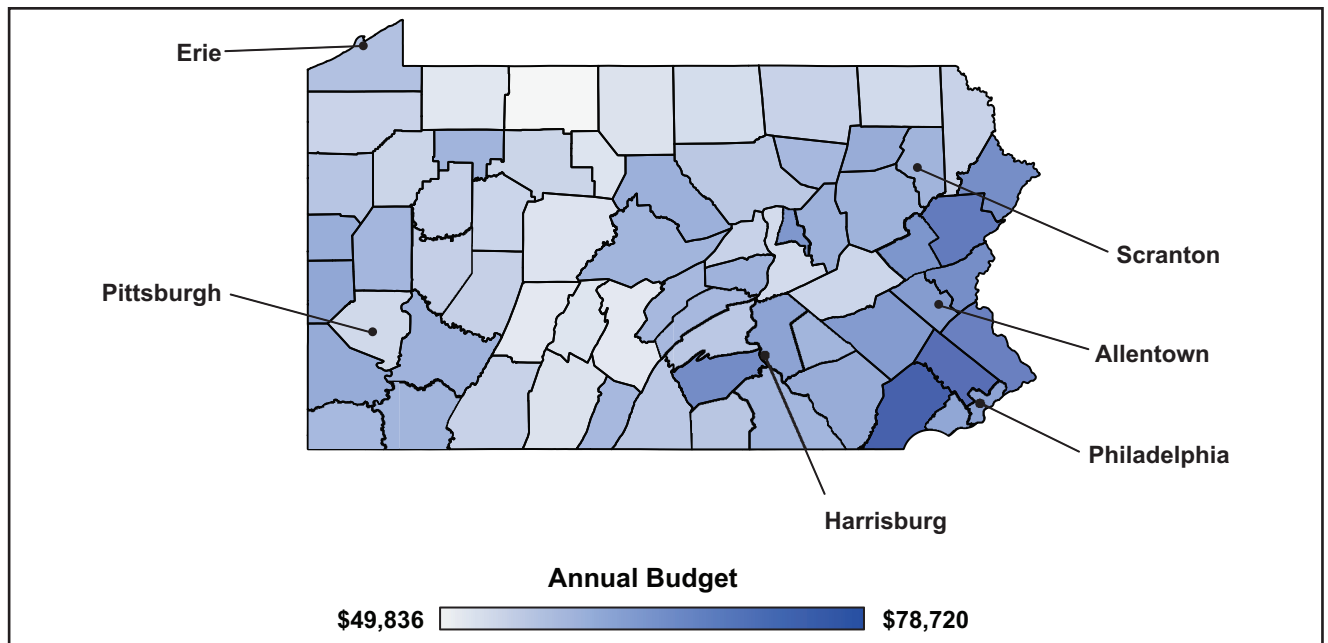 Erie
Scranton
Pittsburgh
Allentown
Philadelphia
Harrisburg
Annual Budget
$49,836 $78,720